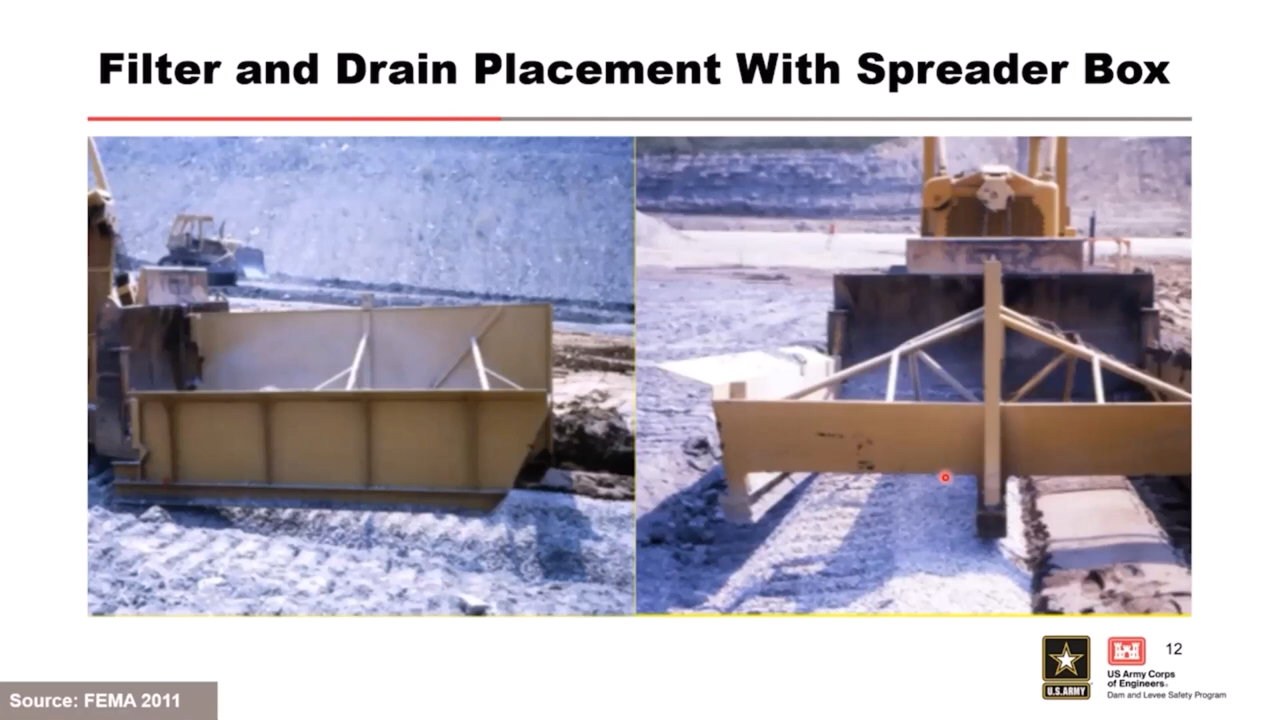 Filter and Drain Placement With Spreader Box
12
U.S.ARMY
US Army Corps
of Engineers®
Dam and Levee Safety Program
Source: FEMA 2011